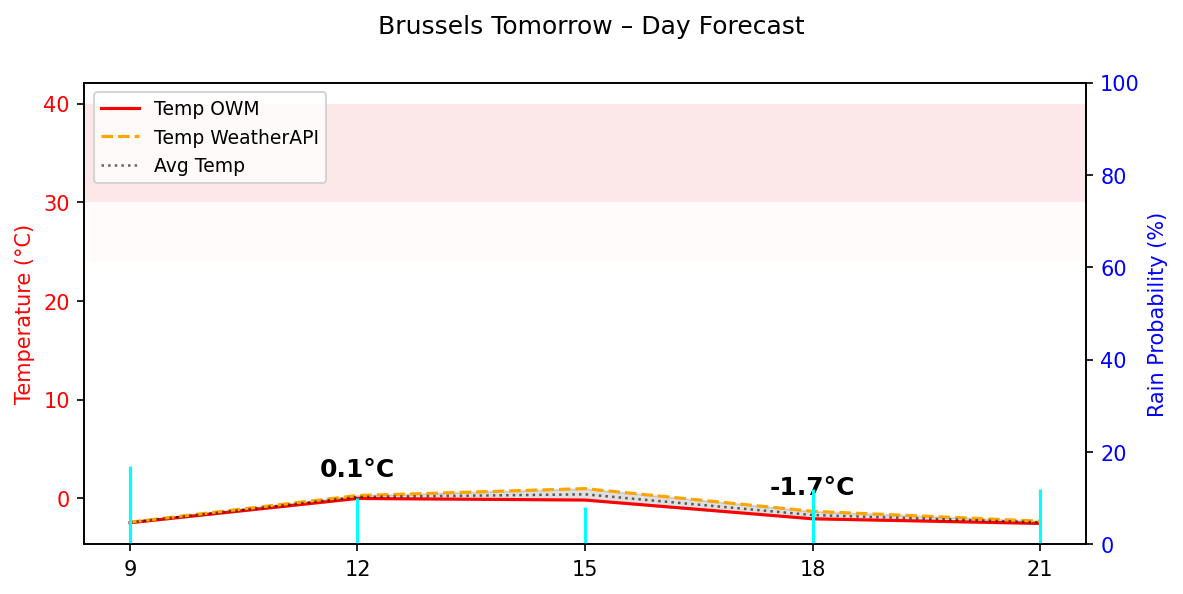 Brussels Tomorrow – Day Forecast
Temp OWM
Temp WeatherAPI
Avg Temp
Temperature (°C)
40
30
20
10
0
0.1°C
-1.7°C
100
80
60
40
20
0
Rain Probability (%)
9 12 15 18 21